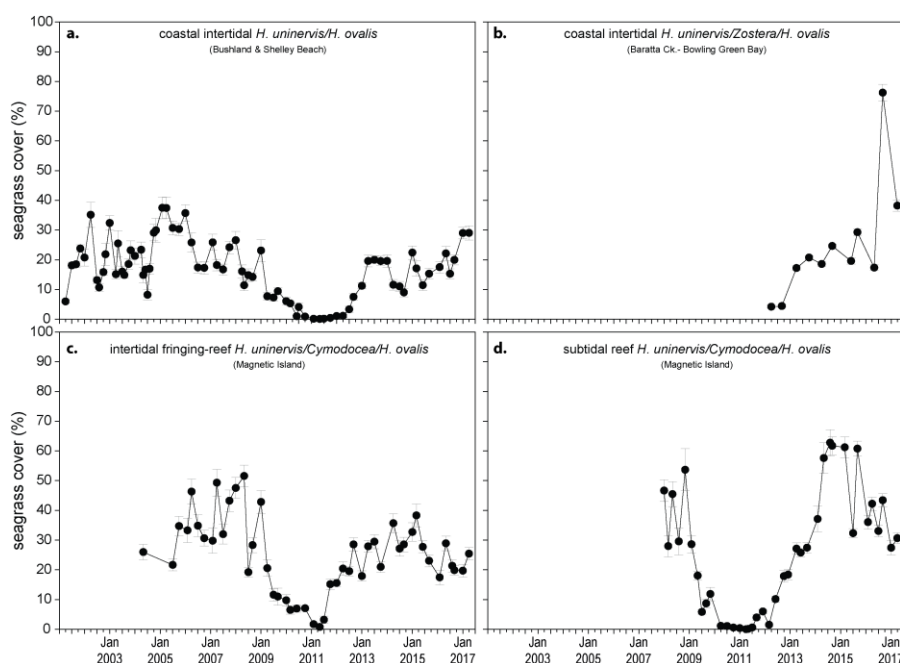 a. coastal intertidal H. uninervis/H. ovalis
(Bushland & Shelley Beach)
100
90
80
70
60
50
40
30
20
10
0
seagrass cover (%)
b. coastal intertidal H. uninervis/Zostera/H. ovalis
(Baratta Ck.- Bowling Green Bay)
c. intertidal fringing-reef H. uninervis/Cymodocea/H. ovalis
(Magnetic Island)
100
90
80
70
60
50
40
30
20
10
0
seagrass cover (%)
Jan Jan Jan Jan Jan Jan Jan Jan
2003 2005 2007 2009 2011 2013 2015 2017
d. subtidal reef H. uninervis/Cymodocea/H. ovalis
(Magnetic Island)
Jan Jan Jan Jan Jan Jan Jan Jan
2003 2005 2007 2009 2011 2013 2015 2017